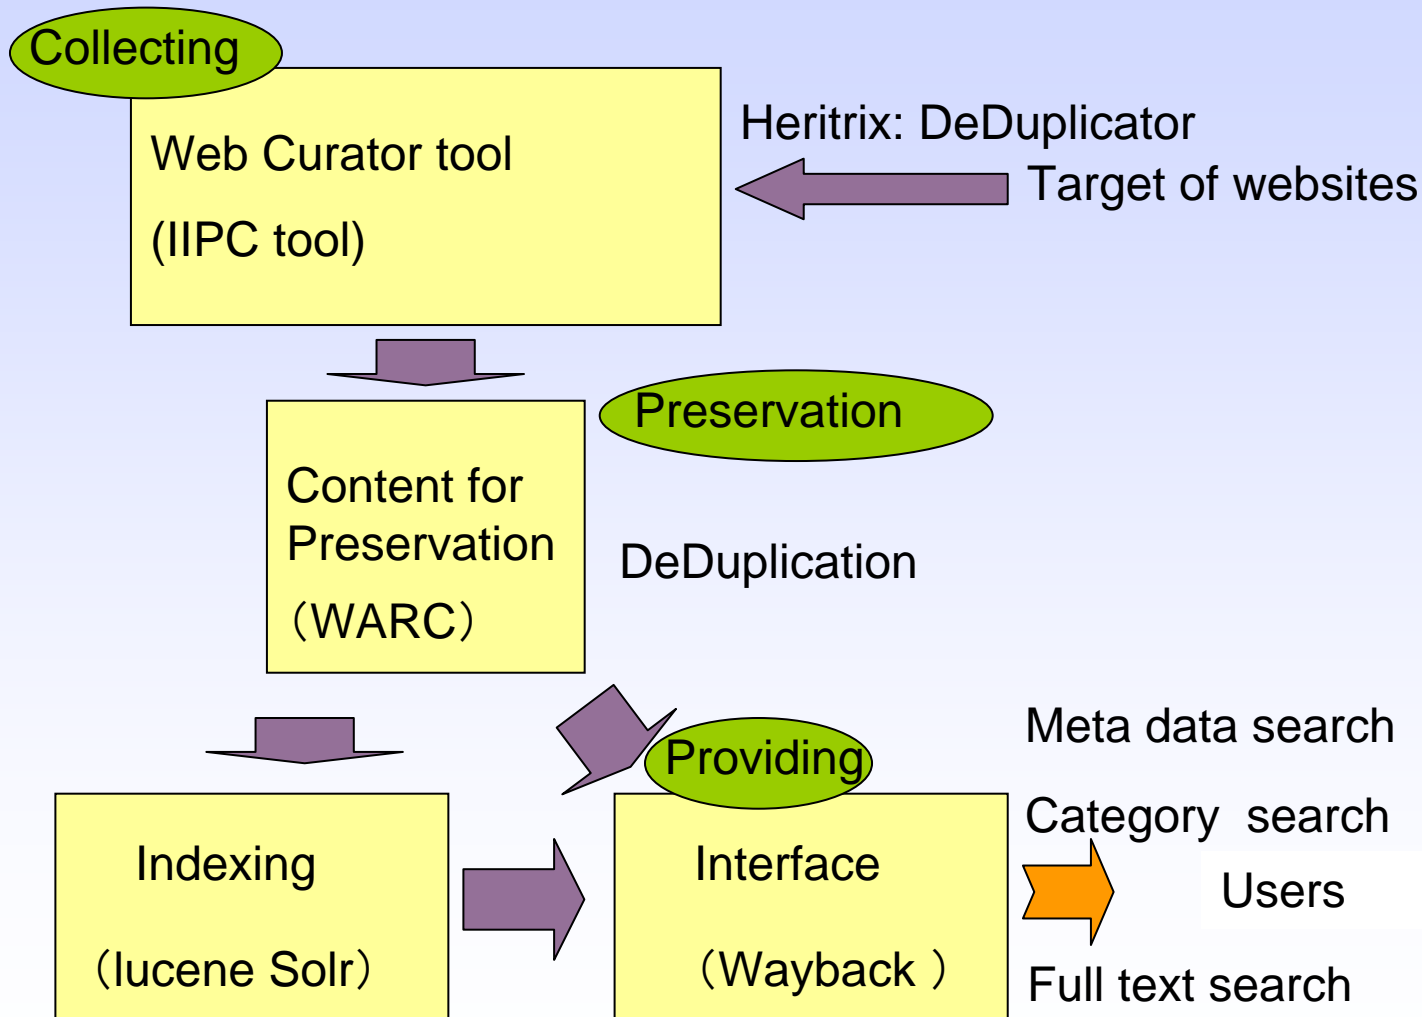 Collecting
Web Curator tool
(IIPC tool)
Heritrix: DeDuplicator
Target of websites
Preservation
Content for
Preservation
（WARC）
DeDuplication
Providing
Indexing
（lucene Solr）
Interface
（Wayback ）
Meta data search
Category  search
Users
Full text search